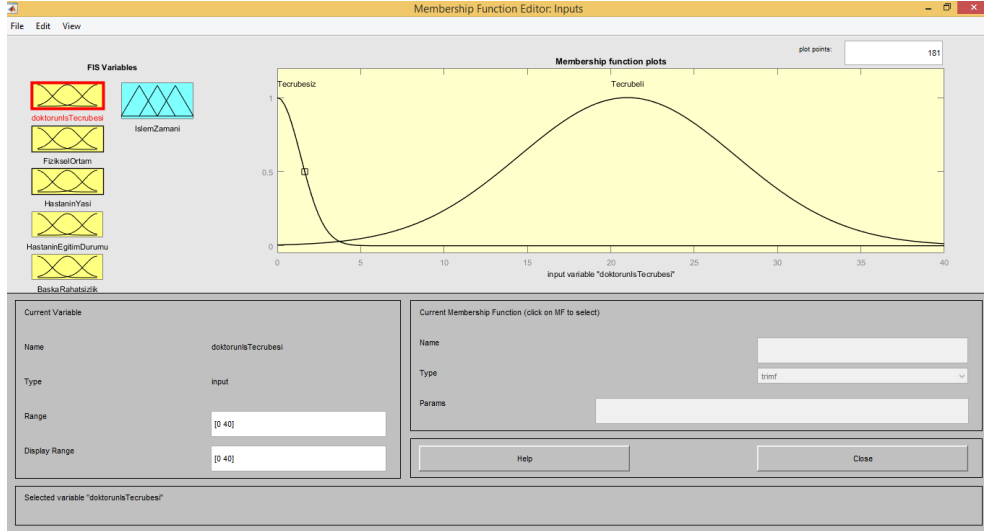 Membership Function Editor: Inputs
File Edit View
FIS Variables
doktorunIsTecrubesi
IslemZamani
FizikselOrtam
HastaninYasi
HastaninEgitimDurumu
BaskaRahatsizlik
plot points:
181
Membership function plots
Tecrubesiz
Tecrubeli
1
0.5
0
0 5 10 15 20 25 30 35 40
input variable "doktorunIsTecrubesi"
Current Variable
Name doktorunIsTecrubesi
Type input
Range [0 40]
Display Range [0 40]
Current Membership Function (click on MF to select)
Name
Type trimf
Params
Help Close
Selected variable "doktorunIsTecrubesi"